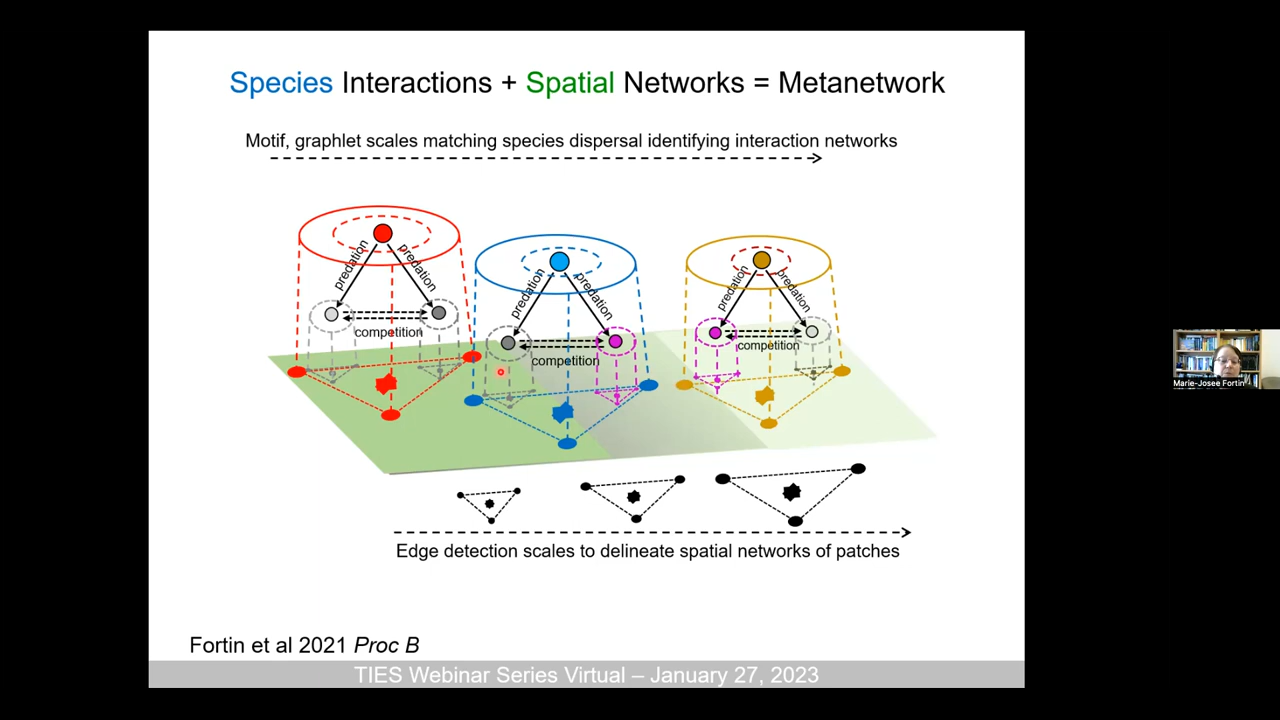 Species Interactions + Spatial Networks = Metanetwork
Motif, graphlet scales matching species dispersal identifying interaction networks
predation
predation
competition
predation
predation
competition
predation
predation
competition
Edge detection scales to delineate spatial networks of patches
Fortin et al 2021 Proc B
TIES Webinar Series Virtual – January 27, 2023
Marie-Josee Fortin